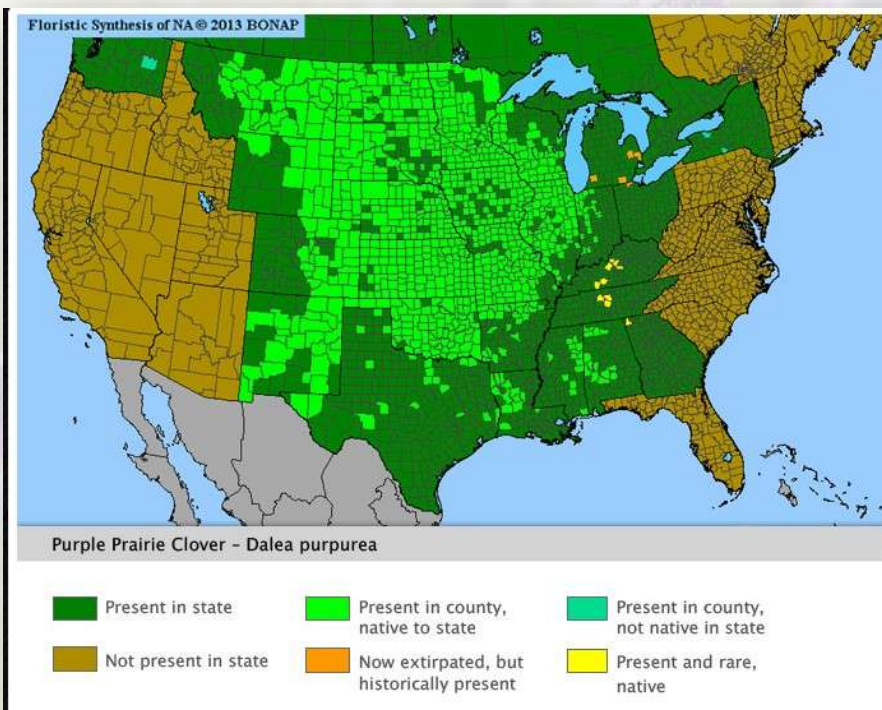 Floristic Synthesis of NA © 2013 BONAP
Purple Prairie Clover – Dalea purpurea
Present in state
Present in county,
native to state
Present in county,
not native in state
Not present in state
Now extirpated, but
historically present
Present and rare,
native